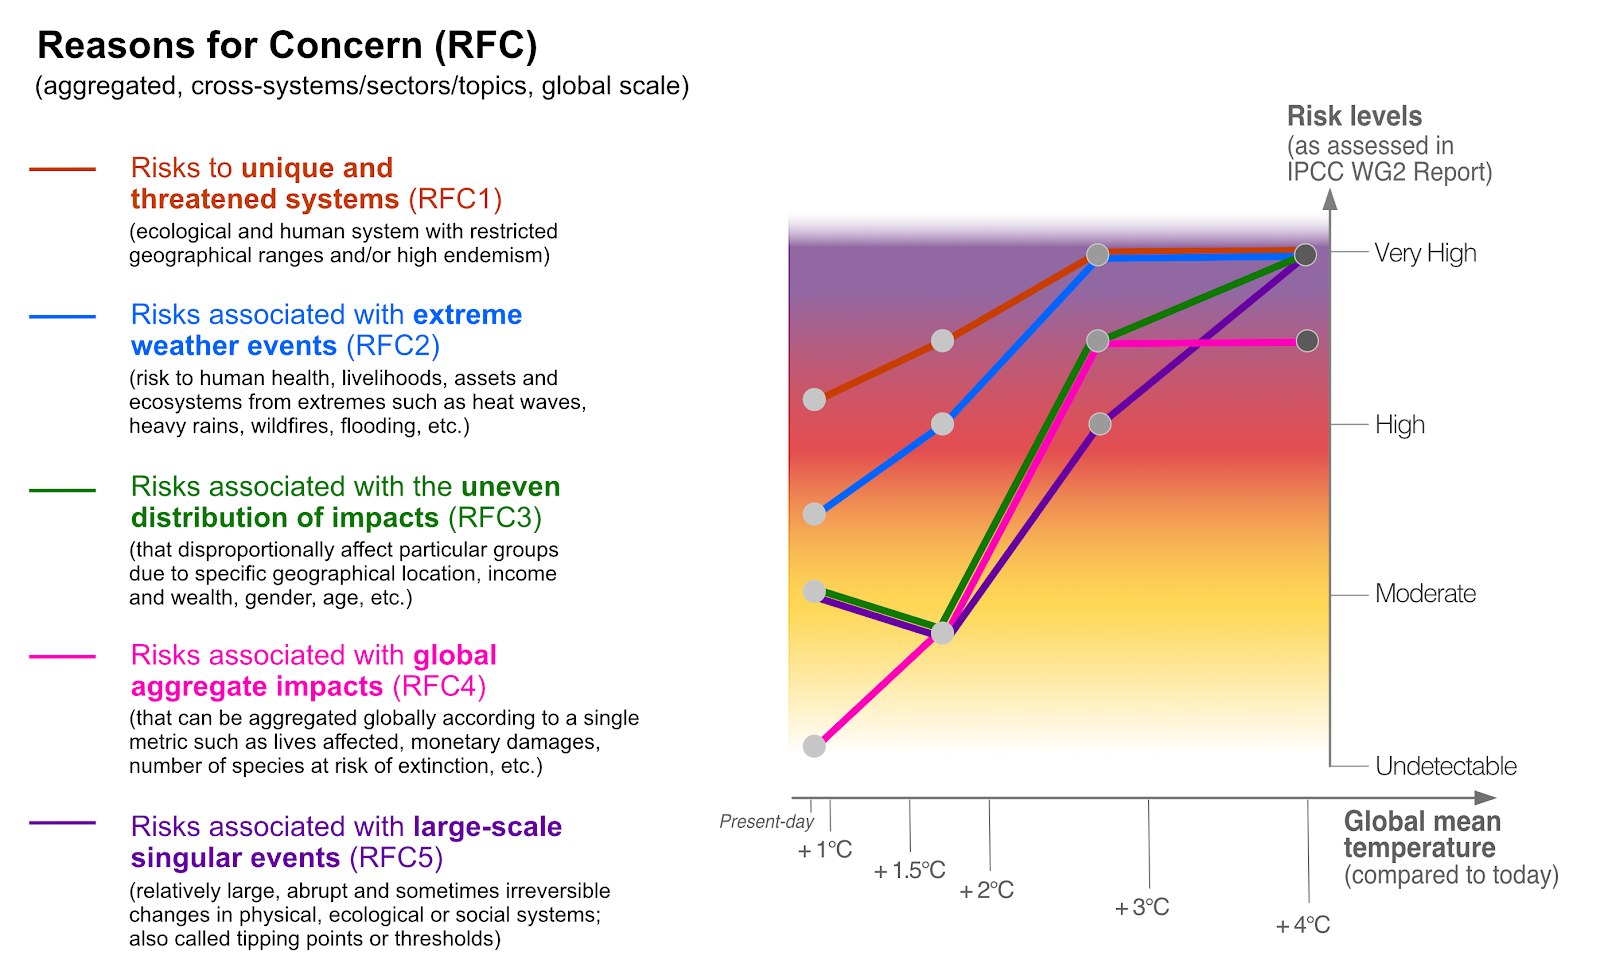 Reasons for Concern (RFC)
(aggregated, cross-systems/sectors/topics, global scale)
Risks to unique and
threatened systems (RFC1)
(ecological and human system with restricted
geographical ranges and/or high endemism)
Risks associated with extreme
weather events (RFC2)
(risk to human health, livelihoods, assets and
ecosystems from extremes such as heat waves,
heavy rains, wildfires, flooding, etc.)
Risks associated with the uneven
distribution of impacts (RFC3)
(that disproportionally affect particular groups
due to specific geographical location, income
and wealth, gender, age, etc.)
Risks associated with global
aggregate impacts (RFC4)
(that can be aggregated globally according to a single
metric such as lives affected, monetary damages,
number of species at risk of extinction, etc.)
Risks associated with large-scale
singular events (RFC5)
(relatively large, abrupt and sometimes irreversible
changes in physical, ecological or social systems;
also called tipping points or thresholds)
Risk levels
(as assessed in
IPCC WG2 Report)
Very High
High
Moderate
Undetectable
Present-day
+ 1°C
+ 1.5°C
+ 2°C
+ 3°C
+ 4°C
Global mean
temperature
(compared to today)